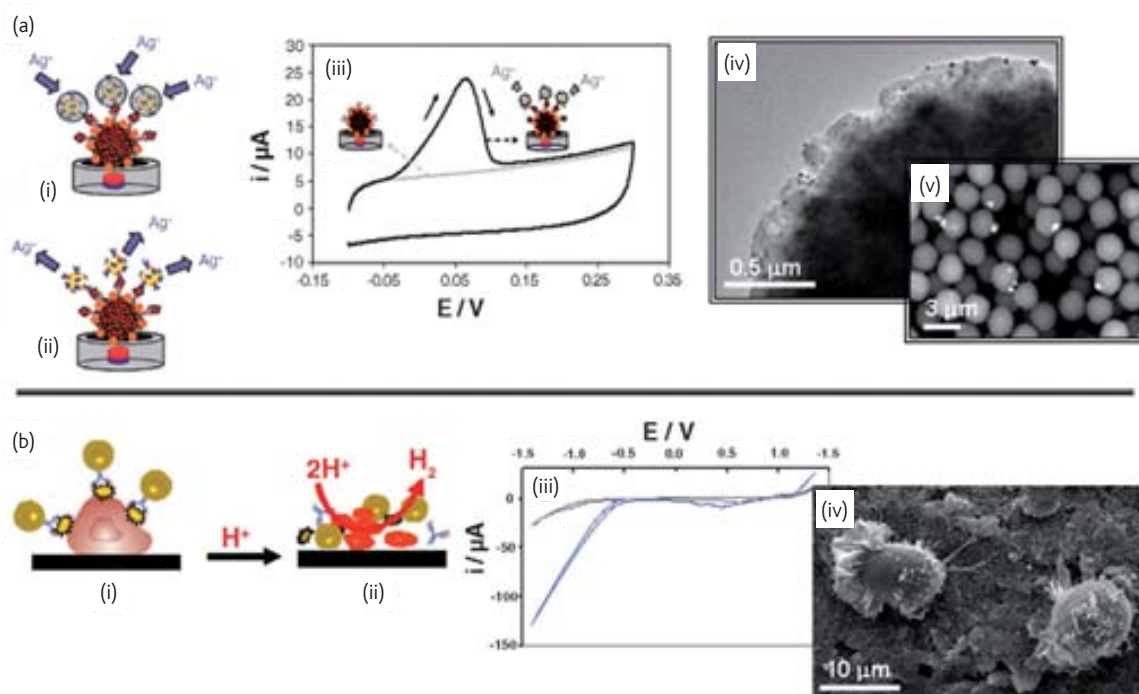 (a)
Ag⁺
Ag⁺
Ag⁺
(i)
Ag⁺
Ag⁺
Ag⁺
(ii)
(iii)
i / µA
30
25
20
15
10
5
0
-5
-10
-0.15
-0.05
0.05
0.15
0.25
0.35
E / V
Ag⁺
Ag⁺
(iv)
0.5 µm
(v)
3 µm
(b)
(i)
H⁺
2H⁺
H₂
(ii)
E / V
-1.5
-1.0
-0.5
0.0
0.5
1.0
-1.5
(iii)
i / µA
0
-50
-100
-150
(iv)
10 µm